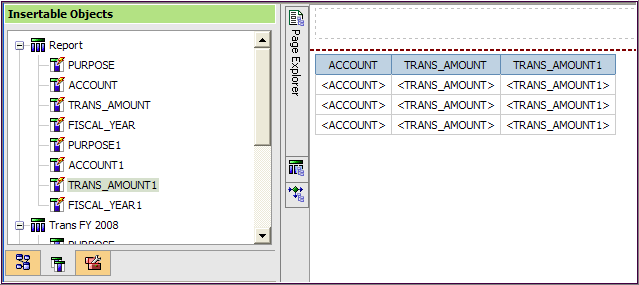 Insertable Objects
Report
PURPOSE
ACCOUNT
TRANS_AMOUNT
FISCAL_YEAR
PURPOSE1
ACCOUNT1
TRANS_AMOUNT1
FISCAL_YEAR1
Trans FY 2008
PURPOSE
Page Explorer
ACCOUNT TRANS_AMOUNT TRANS_AMOUNT1
<ACCOUNT> <TRANS_AMOUNT> <TRANS_AMOUNT1>
<ACCOUNT> <TRANS_AMOUNT> <TRANS_AMOUNT1>
<ACCOUNT> <TRANS_AMOUNT> <TRANS_AMOUNT1>